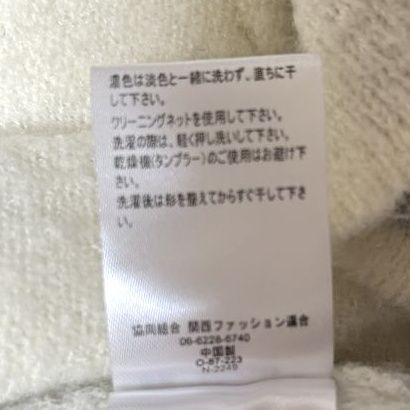 濃色は淡色と一緒に洗わず、直ちに干
して下さい。
クリーニングネットを使用して下さい。
洗濯の際は、軽く押し洗いして下さい。
乾燥機(タンブラー)のご使用はお避け下
さい。
洗濯後は形を整えてからすぐ干して下さ
い。
協同組合 関西ファッション連合
06-6228-6740
中国製
O-87-223
N-2249